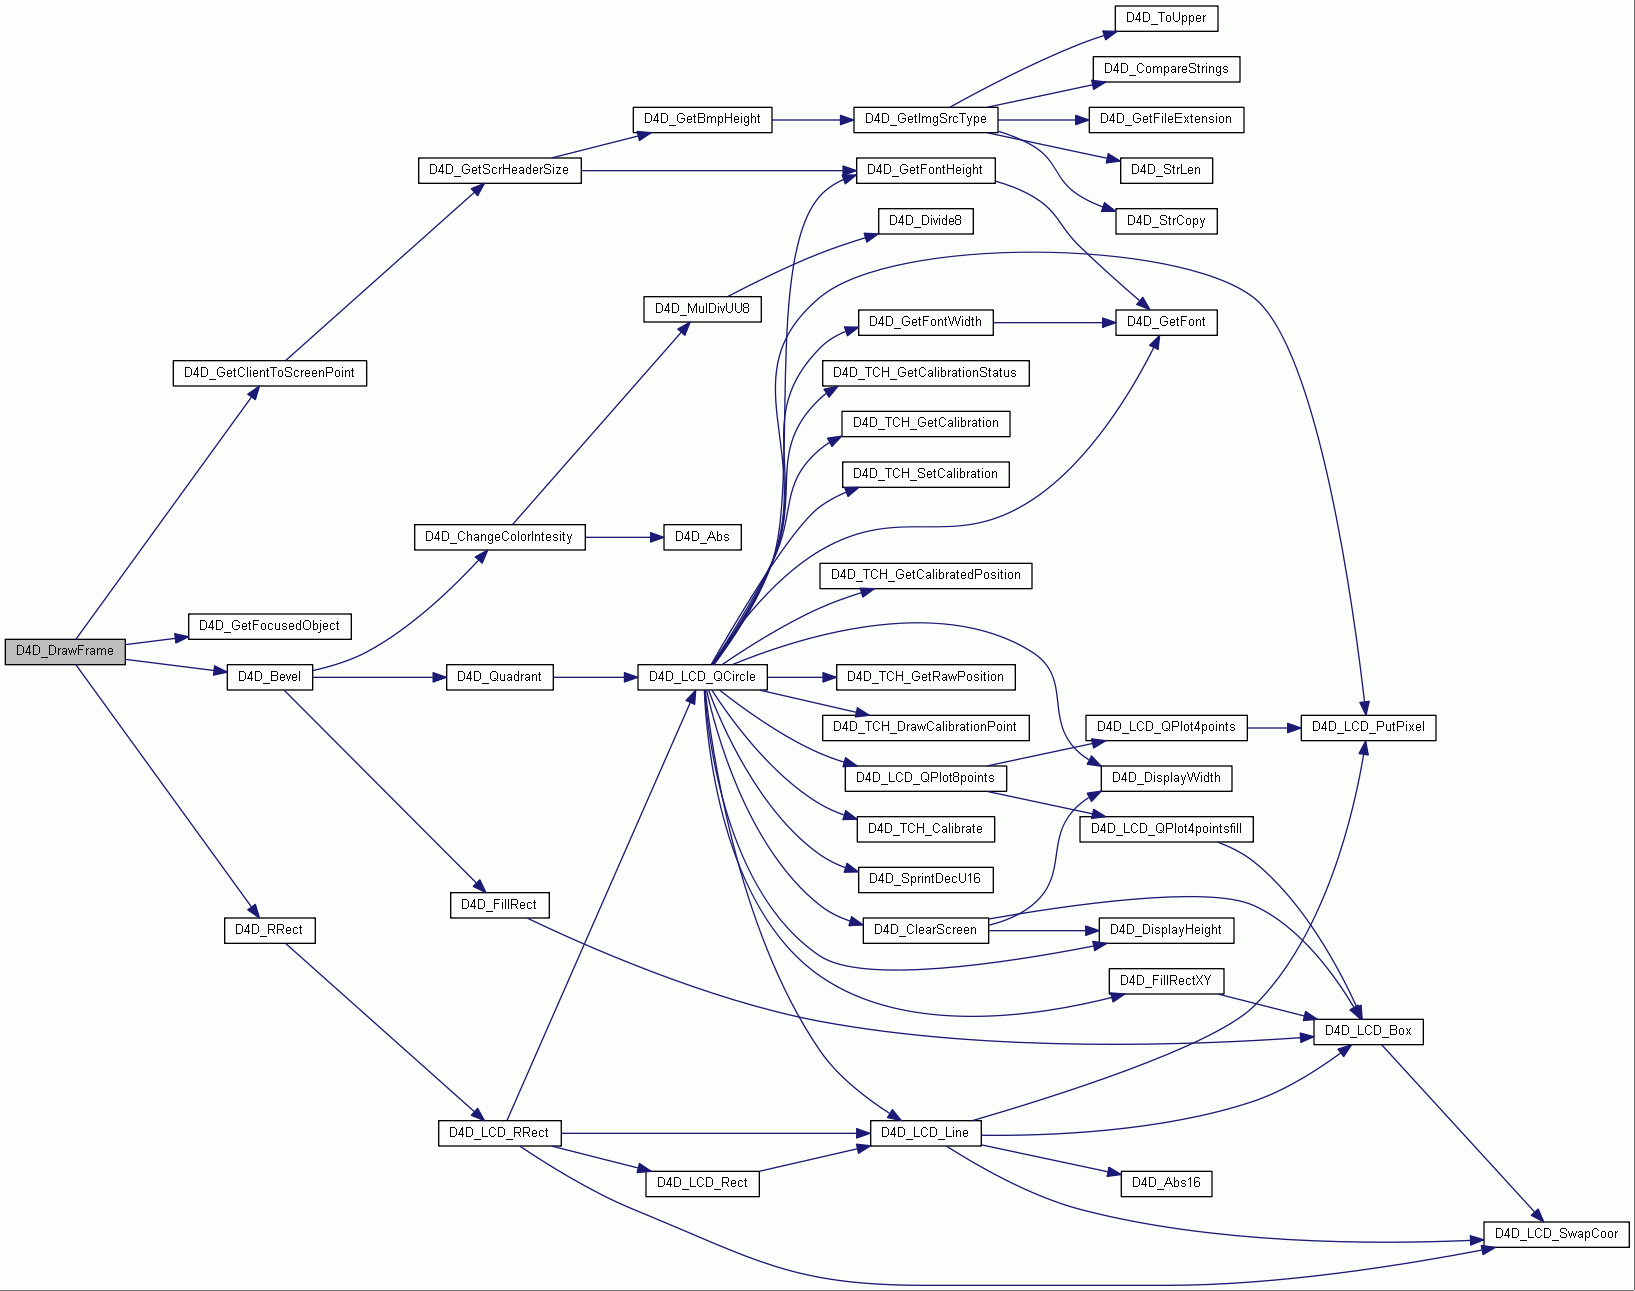 D4D_ToUpper
D4D_CompareStrings
D4D_GetBmpHeight
D4D_GetImgSrcType
D4D_GetFileExtension
D4D_GetScrHeaderSize
D4D_GetFontHeight
D4D_StrLen
D4D_Divide8
D4D_StrCopy
D4D_MulDivUU8
D4D_GetFontWidth
D4D_GetFont
D4D_GetClientToScreenPoint
D4D_TCH_GetCalibrationStatus
D4D_TCH_GetCalibration
D4D_TCH_SetCalibration
D4D_ChangeColorIntesity
D4D_Abs
D4D_TCH_GetCalibratedPosition
D4D_GetFocusedObject
D4D_DrawFrame
D4D_Bevel
D4D_Quadrant
D4D_LCD_QCircle
D4D_TCH_GetRawPosition
D4D_TCH_DrawCalibrationPoint
D4D_LCD_QPlot4points
D4D_LCD_PutPixel
D4D_LCD_QPlot8points
D4D_DisplayWidth
D4D_TCH_Calibrate
D4D_LCD_QPlot4pointsfill
D4D_SprintDecU16
D4D_FillRect
D4D_RRect
D4D_ClearScreen
D4D_DisplayHeight
D4D_FillRectXY
D4D_LCD_Box
D4D_LCD_RRect
D4D_LCD_Line
D4D_LCD_Rect
D4D_Abs16
D4D_LCD_SwapCoor